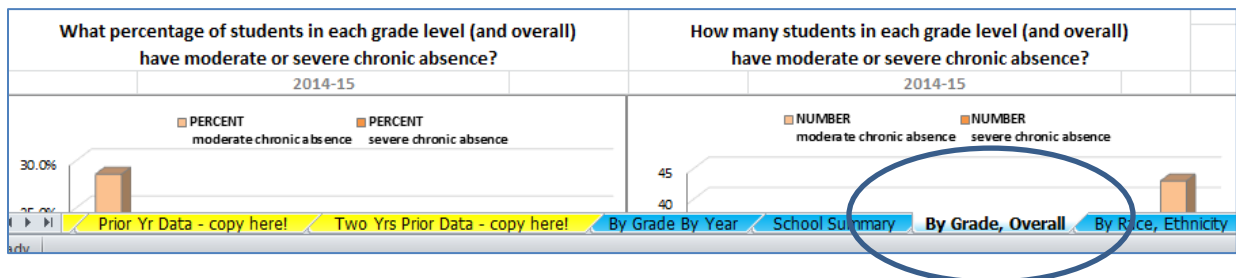 What percentage of students in each grade level (and overall)
have moderate or severe chronic absence?
2014-15
PERCENT
moderate chronic absence
PERCENT
severe chronic absence
30.0%
25.0%
How many students in each grade level (and overall)
have moderate or severe chronic absence?
2014-15
NUMBER
moderate chronic absence
NUMBER
severe chronic absence
45
40
Prior Yr Data - copy here!
Two Yrs Prior Data - copy here!
By Grade By Year
School Summary
By Grade, Overall
By Race, Ethnicity